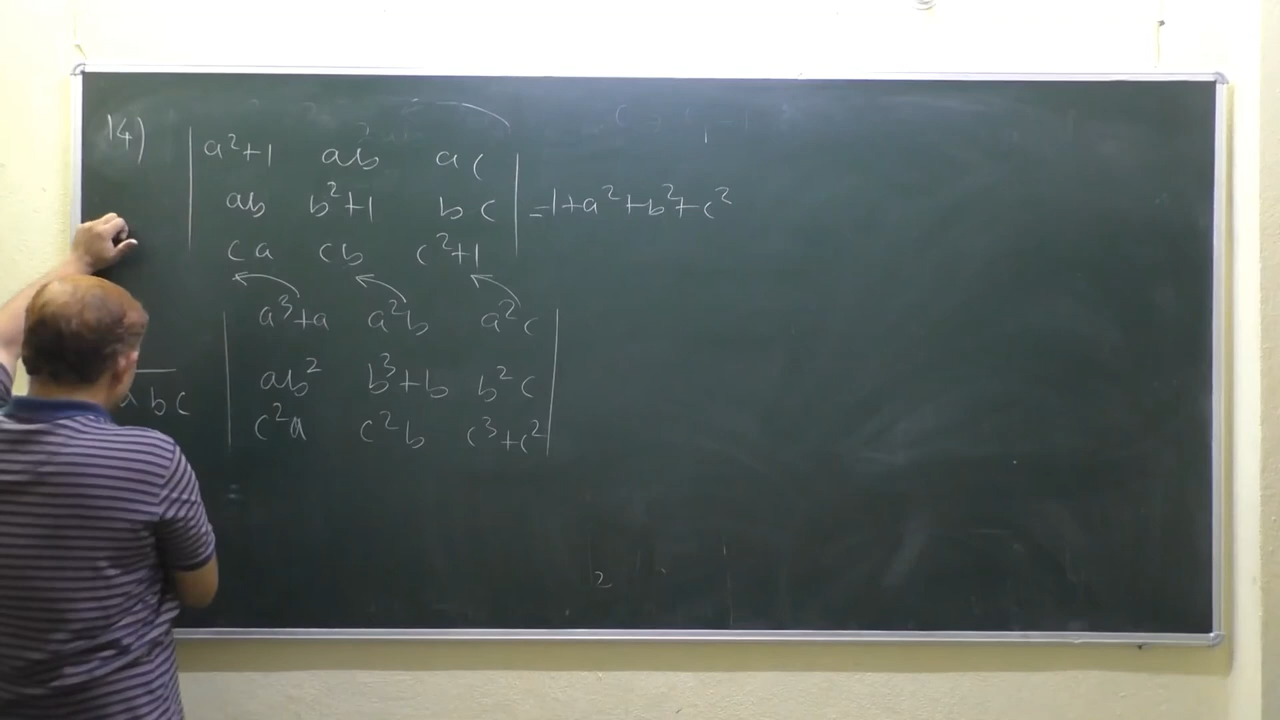 14)
a²+1 ab ac
ab b²+1 bc = 1+a²+b²+c²
ca cb c²+1
a³+a a²b a²c
ab² b³+b b²c
abc
c²a c²b c³+c²
2